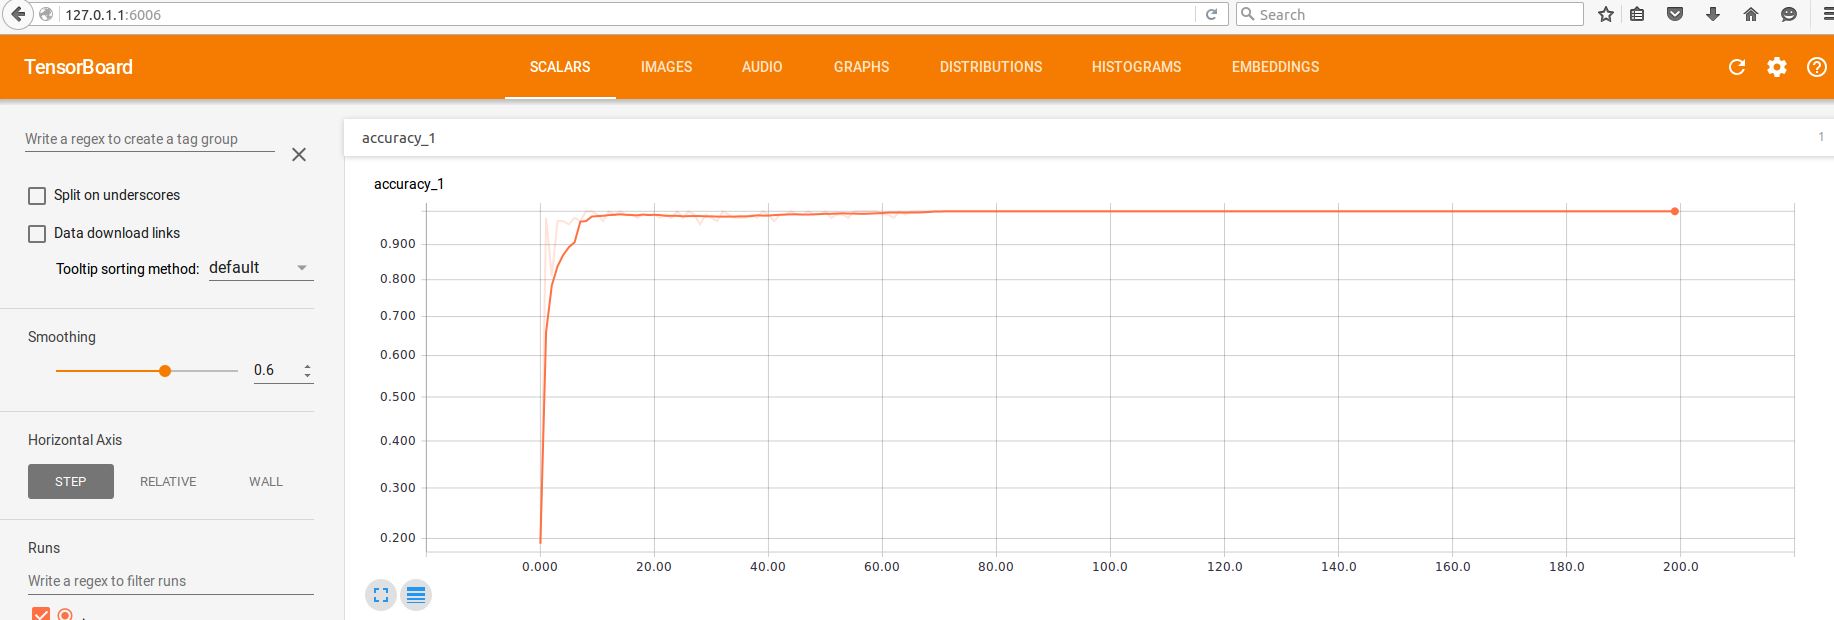 127.0.1.1:6006
Search
TensorBoard SCALARS IMAGES AUDIO GRAPHS DISTRIBUTIONS HISTOGRAMS EMBEDDINGS
Write a regex to create a tag group
Split on underscores
Data download links
Tooltip sorting method: default
Smoothing
0.6
Horizontal Axis
STEP RELATIVE WALL
Runs
Write a regex to filter runs
accuracy_1 1
accuracy_1
0.900
0.800
0.700
0.600
0.500
0.400
0.300
0.200
0.000 20.00 40.00 60.00 80.00 100.0 120.0 140.0 160.0 180.0 200.0